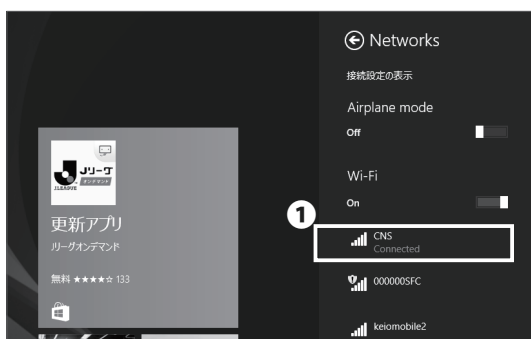 Networks
接続設定の表示
Airplane mode
Off
Wi-Fi
On
1
CNS
Connected
000000SFC
keiomobile2
J.LEAGUE
Jリーグ
オンデマンド
更新アプリ
Jリーグオンデマンド
無料 ★★★★☆ 133